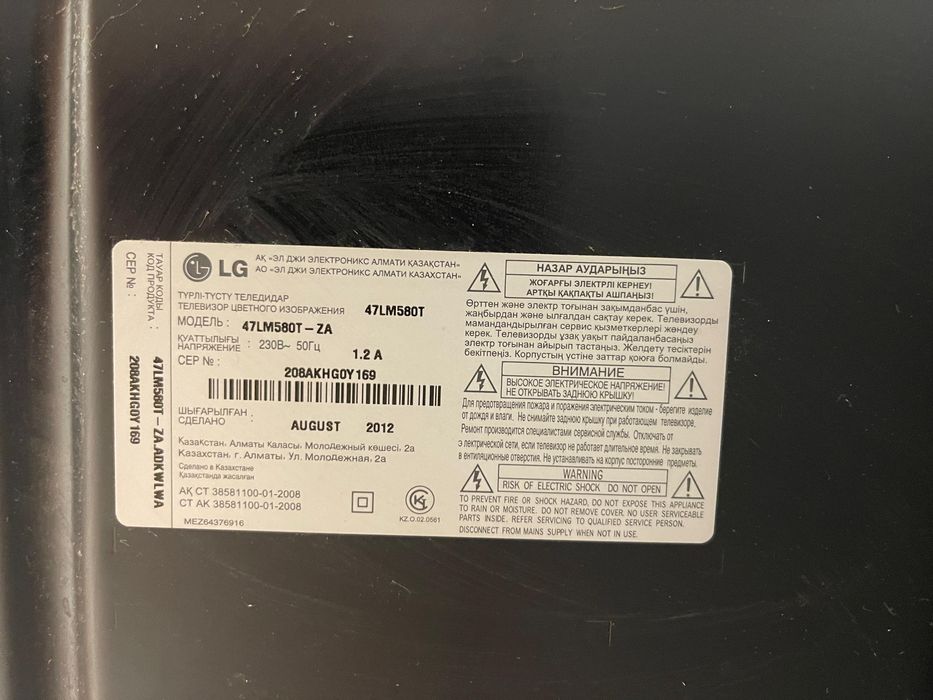 СЕР № :
208AKHG0Y169
ТАУАР КОДЫ
КОД ПРОДУКТА :
47LM580T-ZA.ADKWLWA
LG
АҚ «ЭЛ ДЖИ ЭЛЕКТРОНИКС АЛМАТИ ҚАЗАҚСТАН»
АО «ЭЛ ДЖИ ЭЛЕКТРОНИКС АЛМАТИ КАЗАХСТАН»
ТҮРЛІ-ТҮСТҮ ТЕЛЕДИДАР
ТЕЛЕВИЗОР ЦВЕТНОГО ИЗОБРАЖЕНИЯ 47LM580T
МОДЕЛЬ : 47LM580T-ZA
ҚУАТТЫЛЫҒЫ
НАПРЯЖЕНИЕ : 230В~ 50Гц 1.2 A
СЕР № :
208AKHG0Y169
ШЫҒАРЫЛҒАН :
СДЕЛАНО AUGUST 2012
Қазақстан, Алматы Қаласы, Молодежный көшесі, 2а
Казахстан, г. Алматы, Ул. Молодежная, 2а
Сделано в Казахстане
Қазақстанда жасалған
АҚ СТ 38581100-01-2008
СТ АК 38581100-01-2008
KZ.O.02.0561
MEZ64376916
НАЗАР АУДАРЫҢЫЗ
ЖОҒАРҒЫ ЭЛЕКТРЛІ КЕРНЕУ!
АРТҚЫ ҚАҚПАҚТЫ АШПАҢЫЗ!
Өрттен және электр тоғынан зақымданбас үшін,
жаңбырдан және ылғалдан сақтау керек. Телевизорды
мамандандырылған сервис қызметкерлері жөндеу
керек. Телевизорды ұзақ уақыт пайдаланбасаңыз
электр тоғынан айырып тастаңыз. Желдету тесіктерін
бекітпеңіз. Корпустың үстіне заттар қоюға болмайды.
ВНИМАНИЕ
ВЫСОКОЕ ЭЛЕКТРИЧЕСКОЕ НАПРЯЖЕНИЕ!
НЕ ОТКРЫВАТЬ ЗАДНЮЮ КРЫШКУ!
Для предотвращения пожара и поражения электрическим током - берегите изделие
от дождя и влаги. Не снимайте заднюю крышку при работающем телевизоре.
Ремонт производится специалистами сервисной службы. Отключать от
электрической сети, если телевизор не работает длительное время. Не закрывать
вентиляционные отверстия. Не устанавливать на корпус посторонние предметы.
WARNING
RISK OF ELECTRIC SHOCK DO NOT OPEN
TO PREVENT FIRE OR SHOCK HAZARD, DO NOT EXPOSE THIS APPLIANCE
TO RAIN OR MOISTURE. DO NOT REMOVE COVER. NO USER SERVICEABLE
PARTS INSIDE. REFER SERVICING TO QUALIFIED SERVICE PERSON.
DISCONNECT FROM MAINS SUPPLY WHEN NOT IN USE.